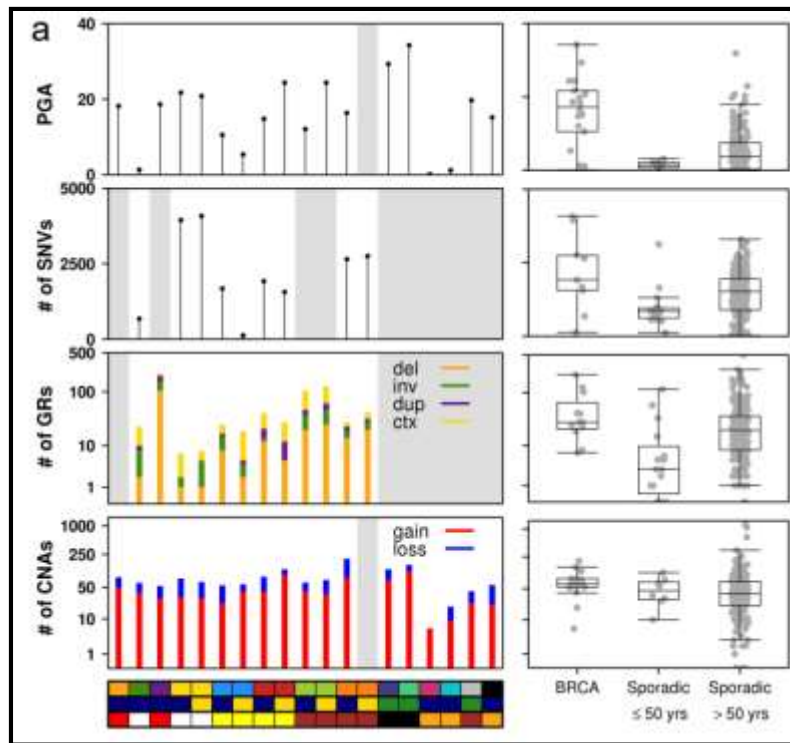 a
PGA
40
20
0
# of SNVs
5000
2500
0
# of GRs
500
100
10
1
del
inv
dup
ctx
# of CNAs
1000
250
50
10
1
gain
loss
BRCA
Sporadic
≤ 50 yrs
Sporadic
> 50 yrs